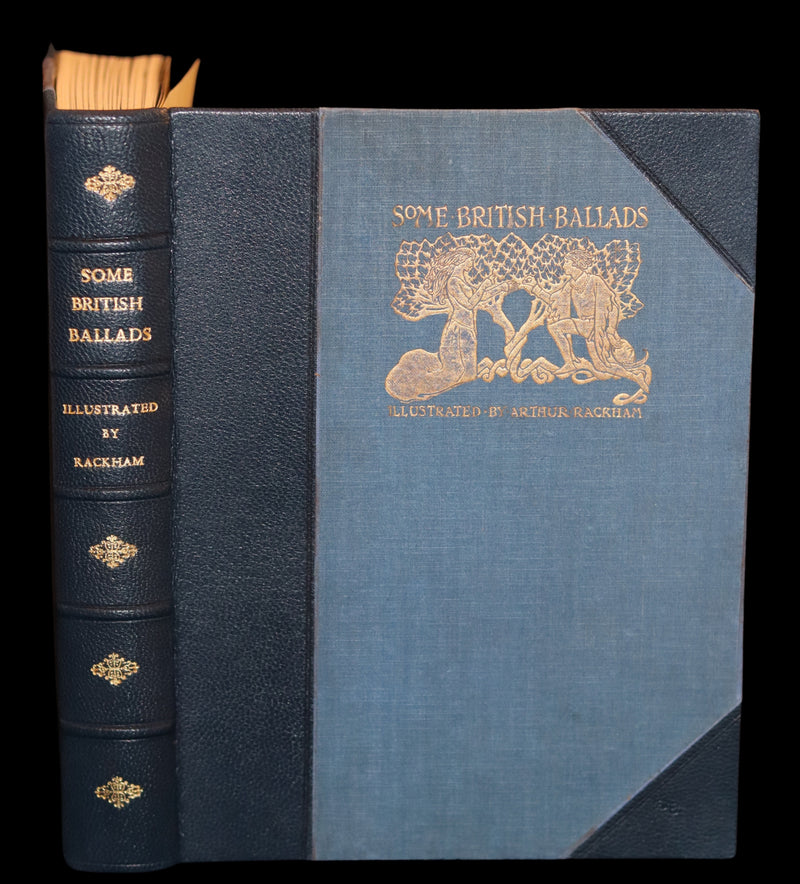 SOME
BRITISH
BALLADS
ILLUSTRATED
BY
RACKHAM
SOME BRITISH · BALLADS
ILLUSTRATED · BY ARTHUR RACKHAM